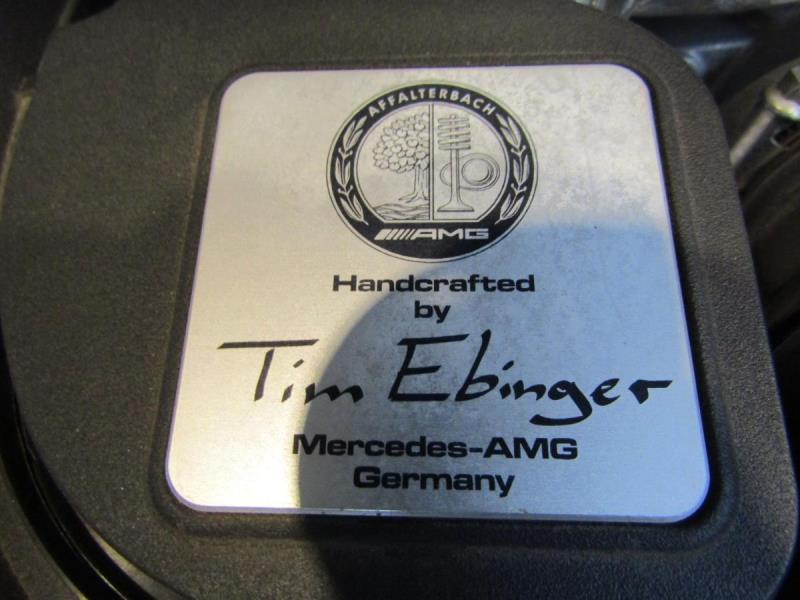 AFFALTERBACH
AMG
Handcrafted
by
Tim Ebinger
Mercedes-AMG
Germany